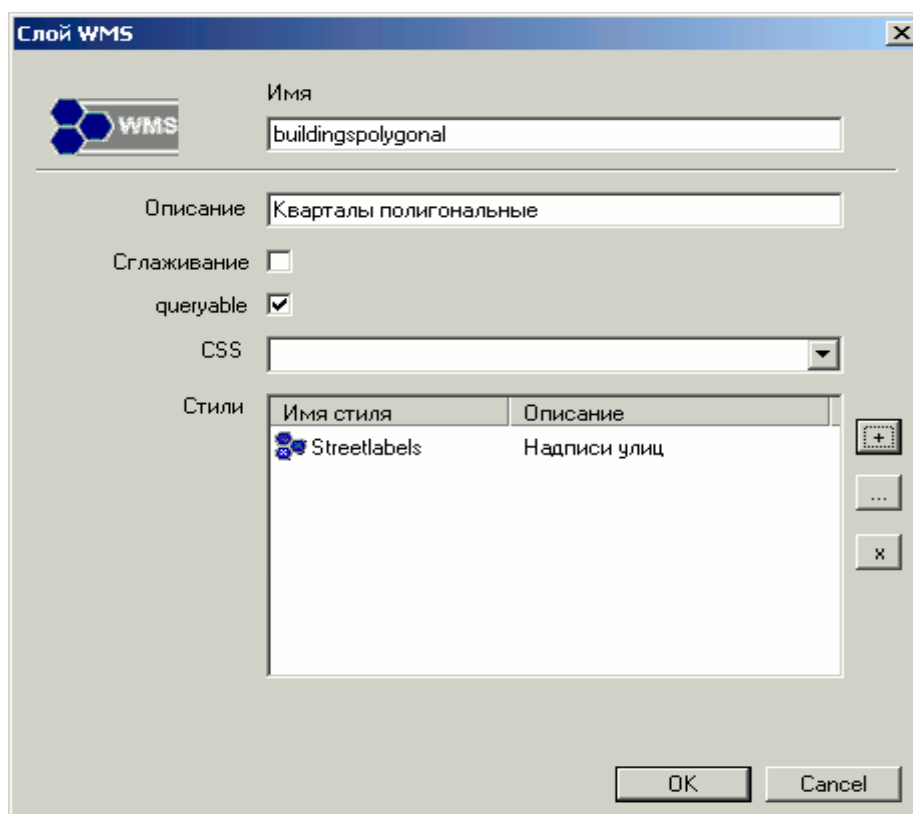 Слой WMS
WMS
Имя
buildingspolygonal
Описание
Кварталы полигональные
Сглаживание
queryable
CSS
Стили
Имя стиля Описание
Streetlabels Надписи улиц
+
...
x
OK Cancel